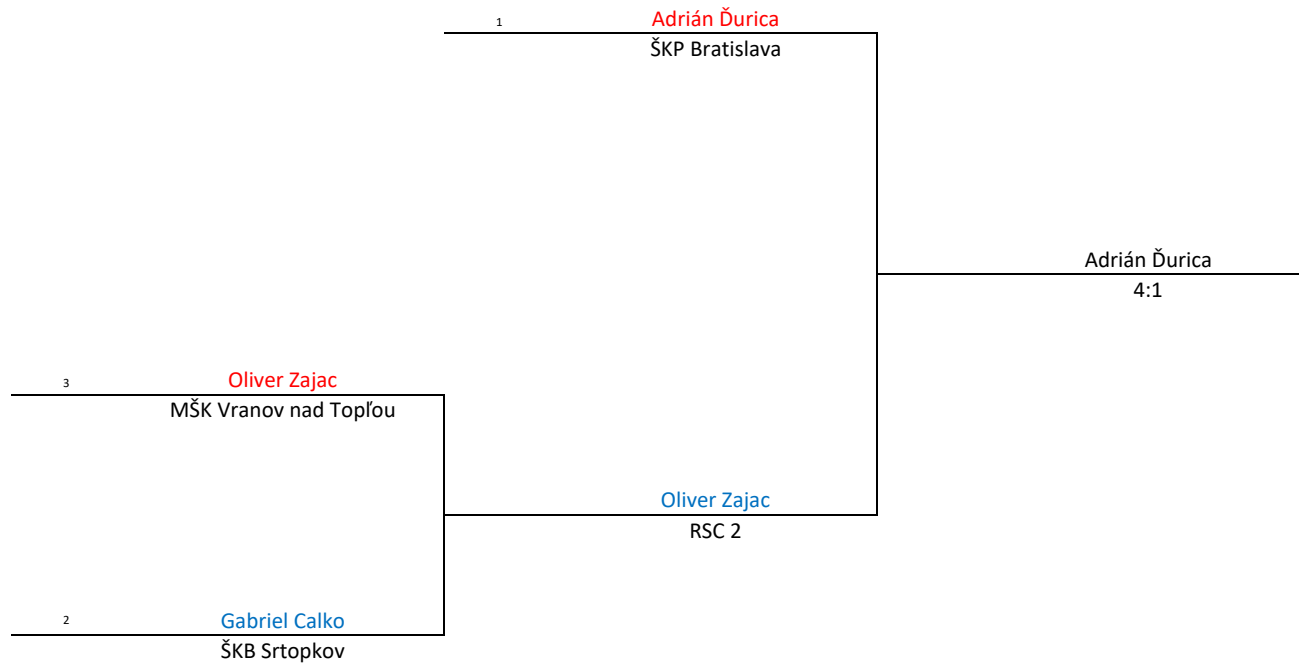 1 Adrián Ďurica
ŠKP Bratislava
Adrián Ďurica
4:1
3 Oliver Zajac
MŠK Vranov nad Topľou
Oliver Zajac
RSC 2
2 Gabriel Calko
ŠKB Srtopkov